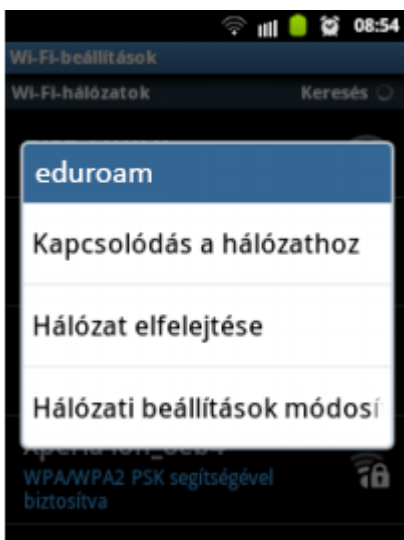 08:54
Wi-Fi-beállítások
Wi-Fi-hálózatok Keresés
eduroam
Kapcsolódás a hálózathoz
Hálózat elfelejtése
Hálózati beállítások módosí
WPA/WPA2 PSK segítségével
biztosítva